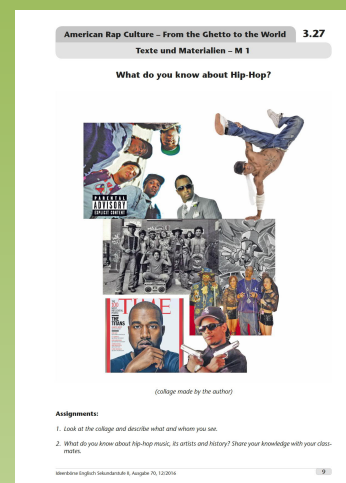 American Rap Culture – From the Ghetto to the World 3.27
Texte und Materialien – M 1
What do you know about Hip-Hop?
PARENTAL
ADVISORY
EXPLICIT CONTENT
TIME
THE
TITANS
(collage made by the author)
Assignments:
1. Look at the collage and describe what and whom you see.
2. What do you know about hip-hop music, its artists and history? Share your knowledge with your class-
mates.
Ideenbörse Englisch Sekundarstufe II, Ausgabe 70, 12/2016 9